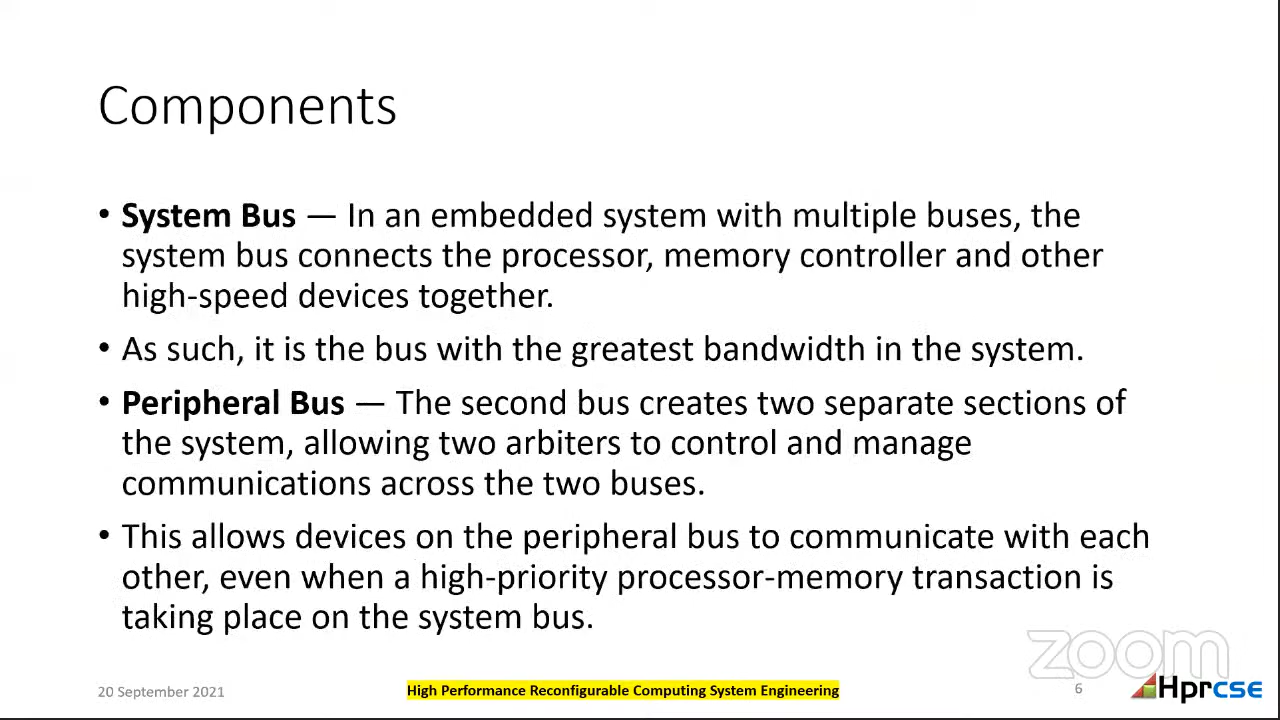 Components
• System Bus — In an embedded system with multiple buses, the
system bus connects the processor, memory controller and other
high-speed devices together.
• As such, it is the bus with the greatest bandwidth in the system.
• Peripheral Bus — The second bus creates two separate sections of
the system, allowing two arbiters to control and manage
communications across the two buses.
• This allows devices on the peripheral bus to communicate with each
other, even when a high-priority processor-memory transaction is
taking place on the system bus.
zoom
20 September 2021
High Performance Reconfigurable Computing System Engineering
6
Hprcse